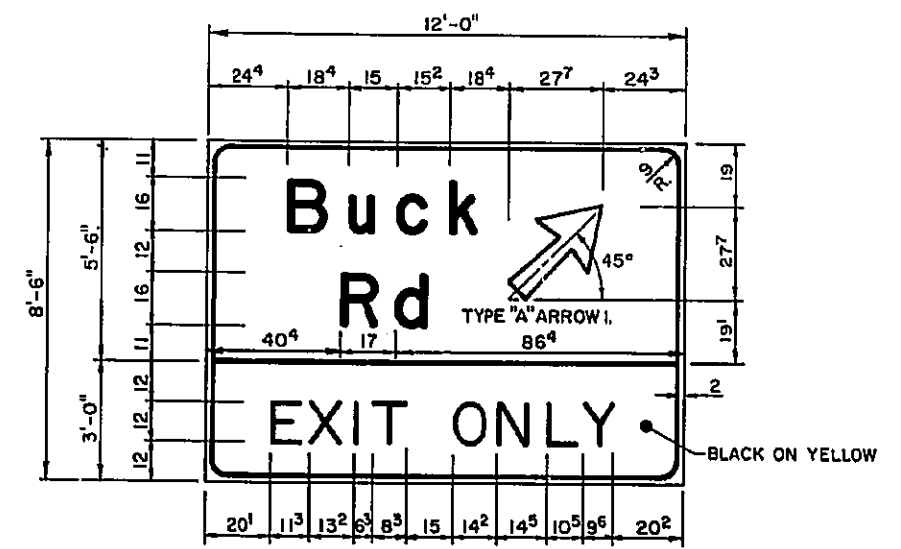 12'-0"
24⁴ 18⁴ 15 15² 18⁴ 27⁷ 24³
8'-6"
5'-6"
3'-0"
11
16
12
16
11
12
12
12
9 R.
19
27⁷
19¹
2
Buck
Rd
45°
TYPE "A" ARROW 1.
40⁴ 17 86⁴
EXIT ONLY
BLACK ON YELLOW
20¹ 11³ 13² 6³ 8³ 15 14² 14⁵ 10⁵ 9⁶ 20²